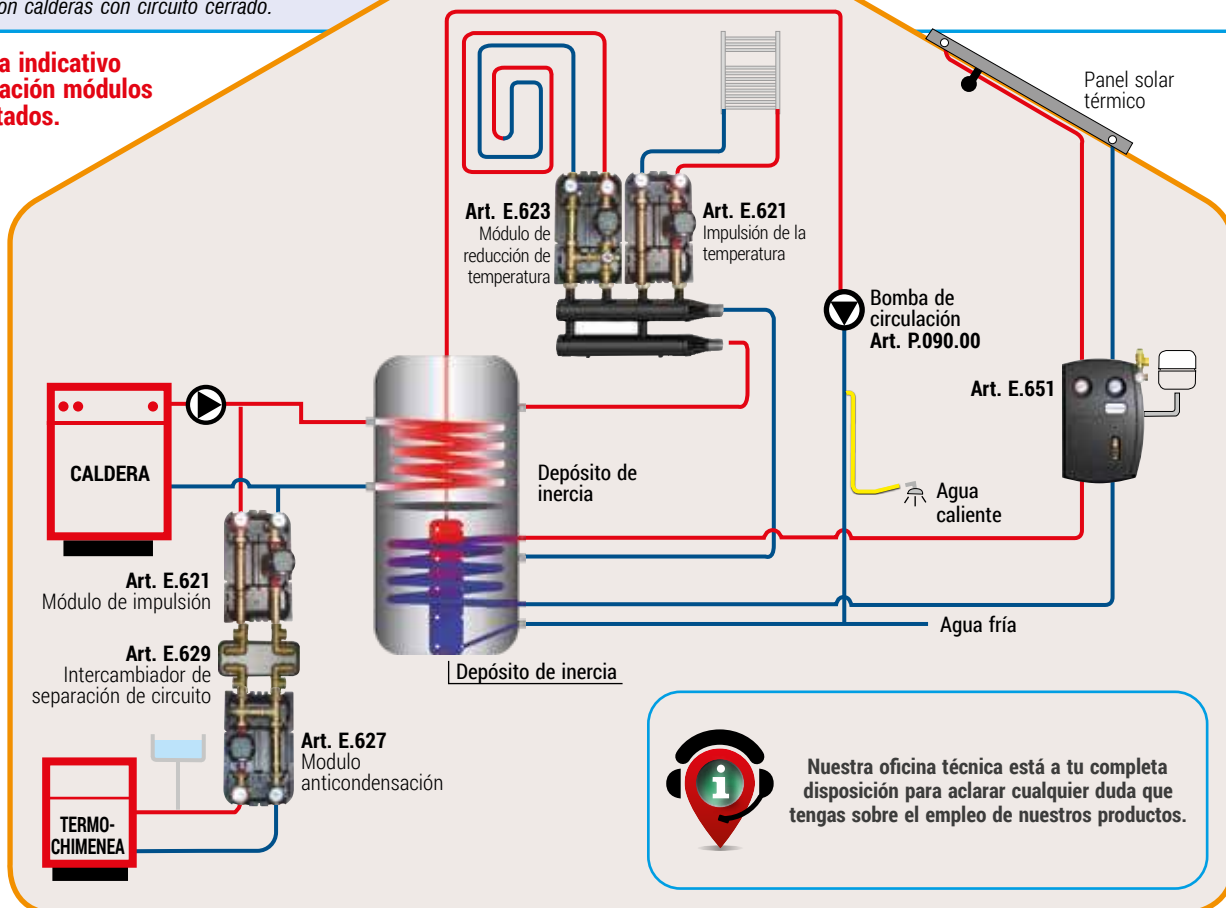 on calderas con circuito cerrado.
a indicativo
ación módulos
tados.
Panel solar
térmico
Art. E.623
Módulo de
reducción de
temperatura
Art. E.621
Impulsión de la
temperatura
Bomba de
circulación
Art. P.090.00
Art. E.651
CALDERA
Depósito de
inercia
Agua
caliente
Art. E.621
Módulo de impulsión
Agua fría
Art. E.629
Intercambiador de
separación de circuito
Depósito de inercia
Art. E.627
Modulo
anticondensación
TERMO-
CHIMENEA
i
Nuestra oficina técnica está a tu completa
disposición para aclarar cualquier duda que
tengas sobre el empleo de nuestros productos.